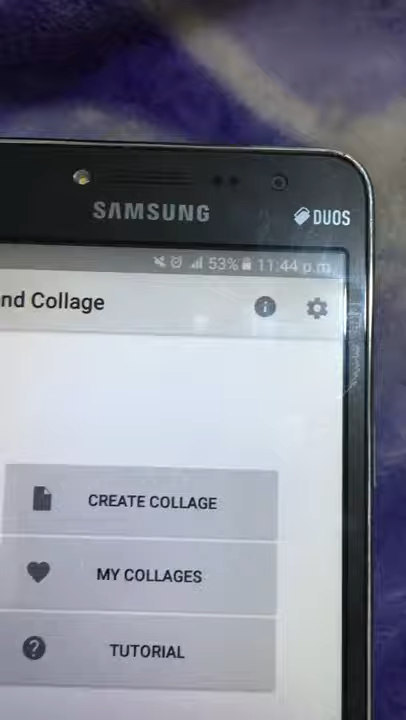 SAMSUNG
DUOS
53% 11:44 p.m.
nd Collage
CREATE COLLAGE
MY COLLAGES
TUTORIAL